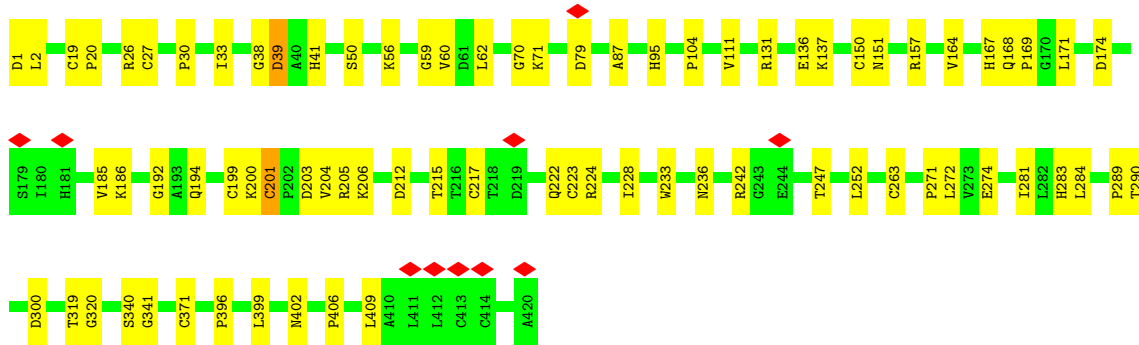 D1 L2 C19 P20 R26 C27 P30 I33 G38 D39 A40 H41 S50 K56 G59 V60 D61 L62 G70 K71 D79 A87 H95 P104 V111 R131 E136 K137 C150 N151 R157 V164 H167 Q168 P169 G170 L171 D174
S179 I180 H181 V185 K186 G192 A193 Q194 C199 K200 C201 P202 D203 V204 R205 K206 D212 T215 T216 C217 T218 D219 Q222 C223 R224 I228 W233 N236 R242 G243 E244 T247 L252 C263 P271 L272 V273 E274 I281 L282 H283 L284 P289 T290
D300 T319 G320 S340 G341 C371 P396 L399 N402 P406 L409 A410 L411 L412 C413 C414 A420